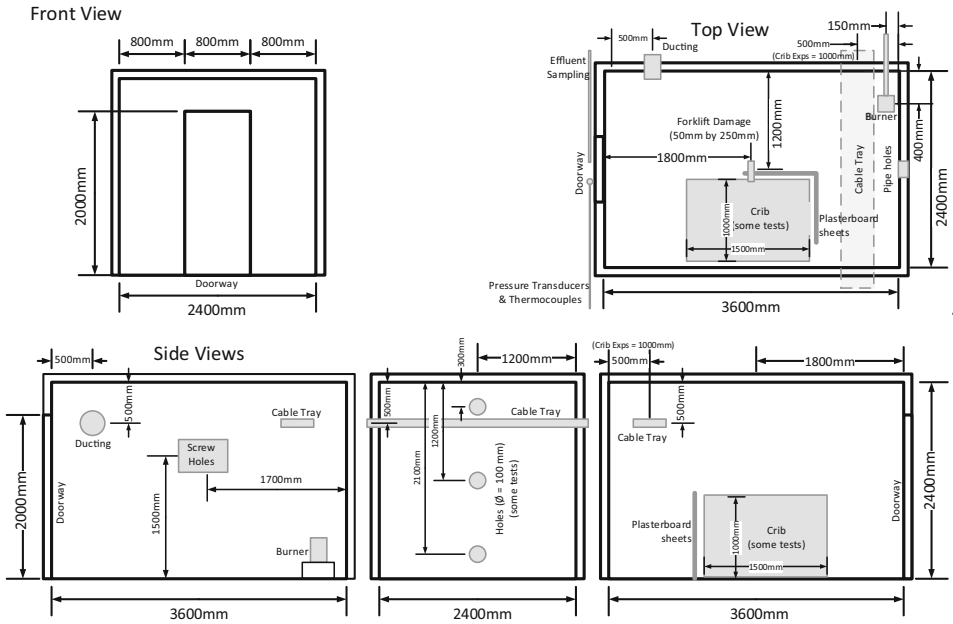 Front View
800mm
800mm
800mm
2000mm
Doorway
2400mm
Top View
150mm
500mm
(Crib Exps = 1000mm)
500mm
Ducting
Effluent
Sampling
Burner
Forklift Damage
(50mm by 250mm)
1200mm
400mm
1800mm
Doorway
Cable Tray
Pipe holes
2400mm
Crib
(some tests)
1000mm
1500mm
Plasterboard
sheets
Pressure Transducers
& Thermocouples
3600mm
Side Views
500mm
500mm
Ducting
Cable Tray
Screw
Holes
1700mm
2000mm
Doorway
1500mm
Burner
3600mm
300mm
1200mm
500mm
Cable Tray
1200mm
2100mm
Holes (Ø = 100 mm)
(some tests)
2400mm
(Crib Exps = 1000mm)
500mm
1800mm
500mm
Cable Tray
Doorway
2400mm
Plasterboard
sheets
1000mm
Crib
(some tests)
1500mm
3600mm